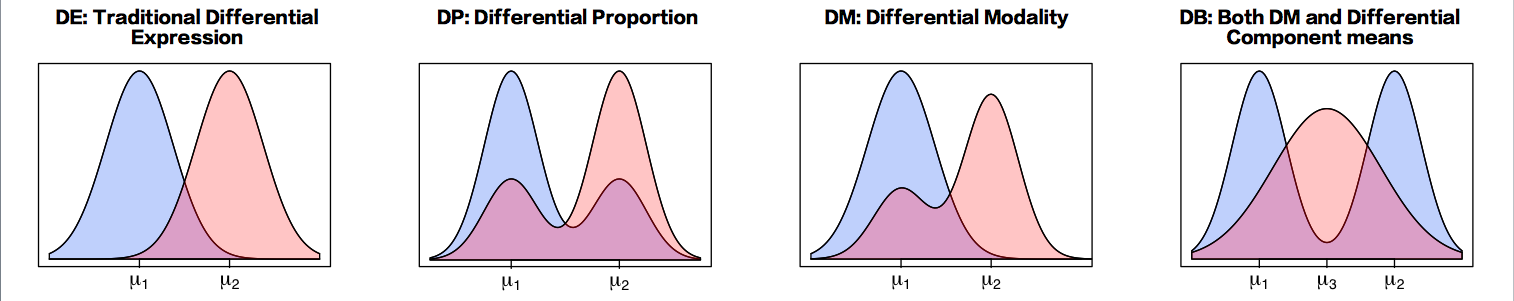 DE: Traditional Differential
Expression
μ1 μ2
DP: Differential Proportion
μ1 μ2
DM: Differential Modality
μ1 μ2
DB: Both DM and Differential
Component means
μ1 μ3 μ2